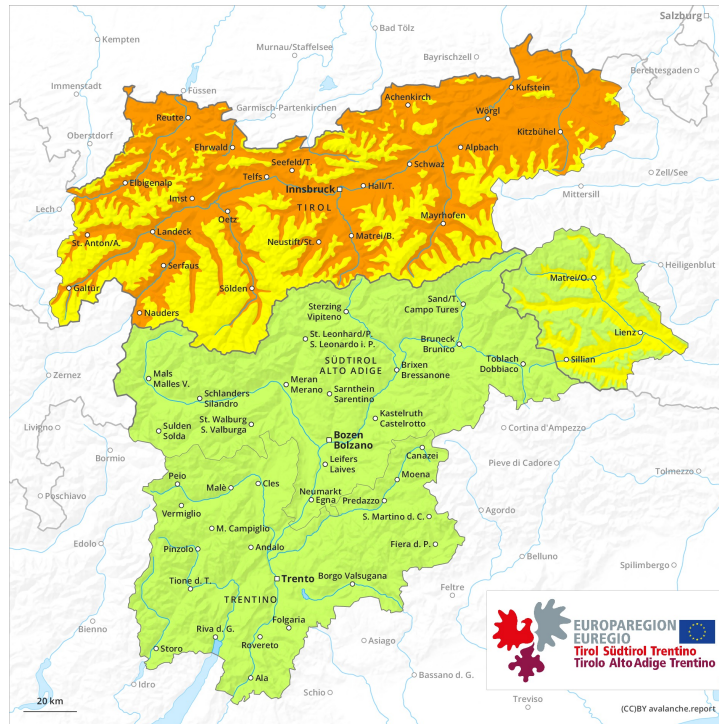 Salzburg
Kempten
Bad Tölz
Murnau/Staffelsee
Bayrischzell
Berchtesgaden
Immenstadt
Füssen
Garmisch-Partenkirchen
Achenkirch
Kufstein
Reutte
Wörgl
Oberstdorf
Ehrwald
Kitzbühel
Alpbach
Seefeld/T.
Schwaz
Telfs
Zell/See
Elbigenalp
Innsbruck
Hall/T.
Mittersill
Imst
TIROL
Lech
Oetz
Mayrhofen
Landeck
St. Anton/A.
Neustift/St.
Matrei/B.
Serfaus
Heiligenblut
Galtür
Sölden
Matrei/O.
Nauders
Sterzing
Vipiteno
Sand/T.
Campo Tures
Lienz
St. Leonhard/P.
S. Leonardo i. P.
Bruneck
Brunico
Sillian
SÜDTIROL
ALTO ADIGE
Toblach
Dobbiaco
Zernez
Mals
Malles V.
Meran
Merano
Brixen
Bressanone
Schlanders
Silandro
Sarnthein
Sarentino
St. Walburg
S. Valburga
Kastelruth
Castelrotto
Livigno
Sulden
Solda
Cortina d'Ampezzo
Bozen
Bolzano
Bormio
Canazei
Pieve di Cadore
Leifers
Laives
Tolmezzo
Peio
Moena
Poschiavo
Malè
Cles
Neumarkt
Egna
Predazzo
Vermiglio
Agordo
S. Martino d. C.
M. Campiglio
Edolo
Pinzolo
Andalo
Fiera d. P.
Belluno
Spilimbergo
Trento
Borgo Valsugana
Tione d. T.
Feltre
TRENTINO
Folgaria
Bienno
Riva d. G.
Rovereto
Asiago
Storo
Bassano d. G.
Ala
Idro
Schio
Treviso
EUROPAREGION
EUREGIO
Tirol Südtirol Trentino
Tirolo Alto Adige Trentino
20 km
(CC)BY avalanche.report